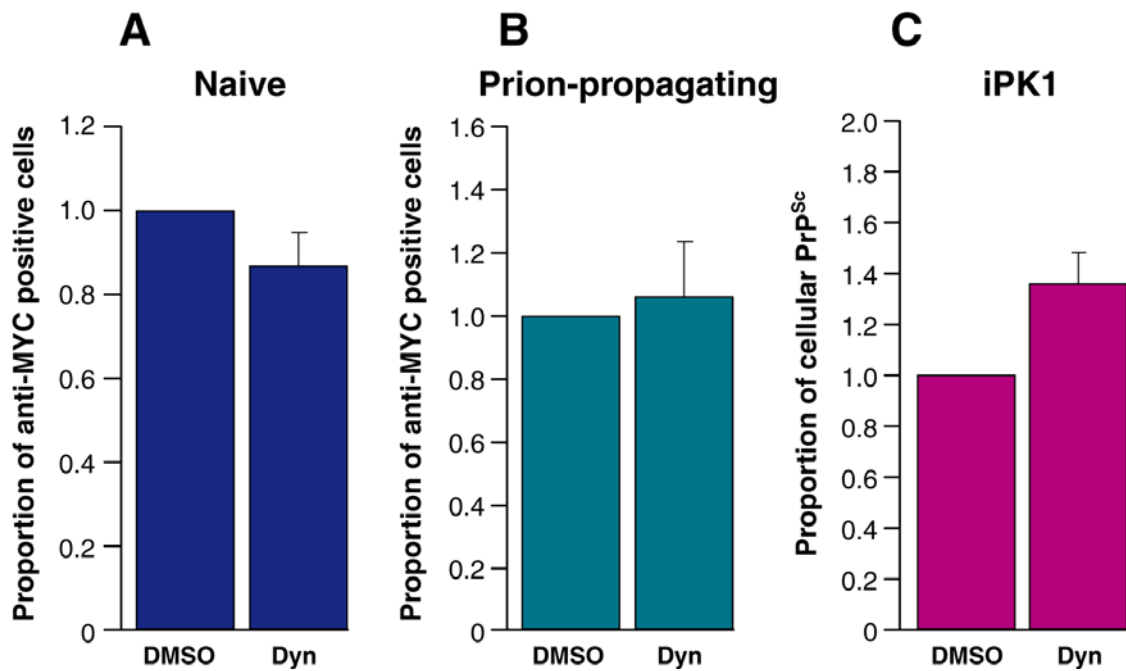 A
Naive
Proportion of anti-MYC positive cells
1.2
1.0
0.8
0.6
0.4
0.2
0
DMSO Dyn
B
Prion-propagating
Proportion of anti-MYC positive cells
1.6
1.4
1.2
1.0
0.8
0.6
0.4
0.2
0
DMSO Dyn
C
iPK1
Proportion of cellular PrPSc
2.0
1.8
1.6
1.4
1.2
1.0
0.8
0.6
0.4
0.2
0
DMSO Dyn